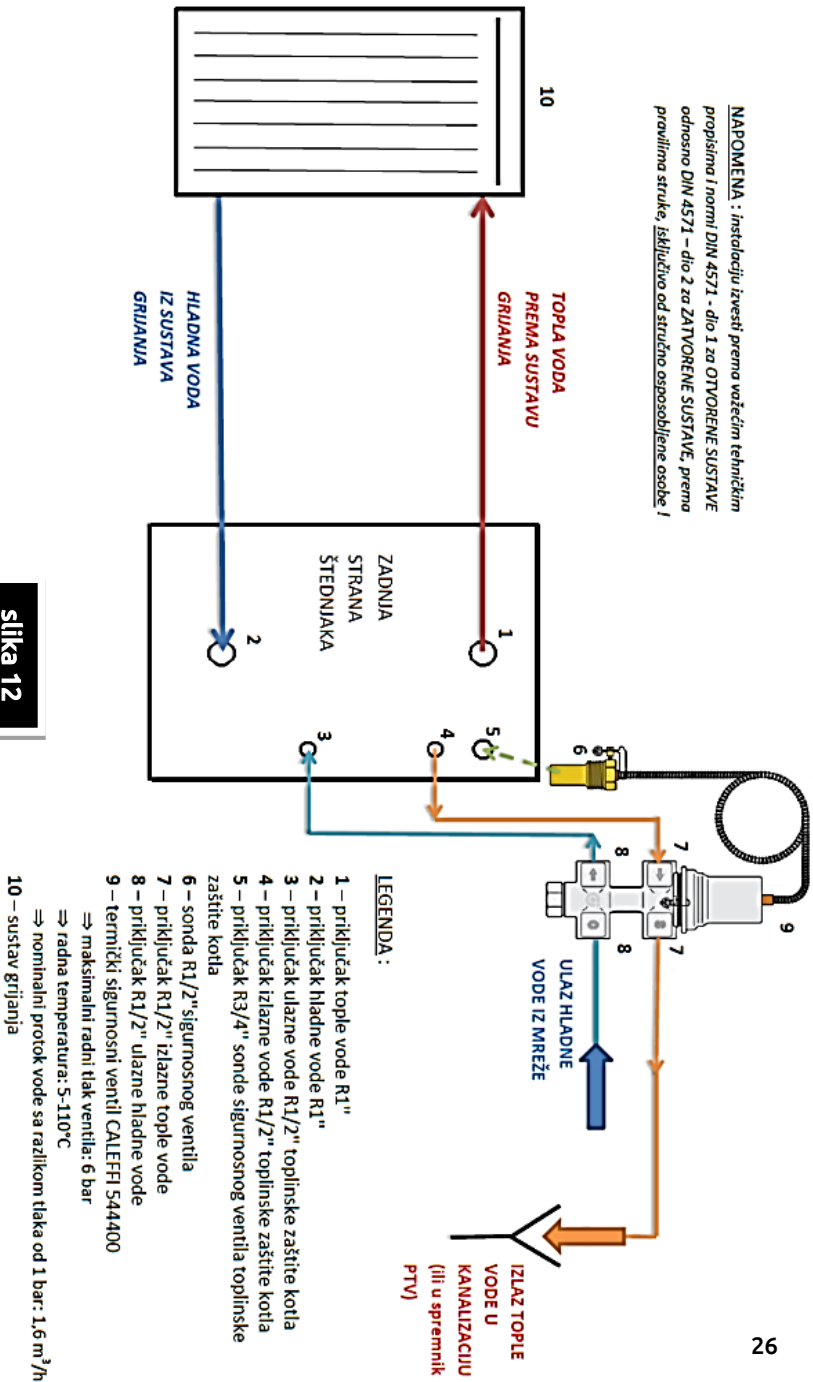 NAPOMENA : instalaciju izvesti prema važećim tehničkim
propisima i normi DIN 4571 - dio 1 za OTVORENE SUSTAVE
odnosno DIN 4571 – dio 2 za ZATVORENE SUSTAVE, prema
pravilima struke, isključivo od stručno osposobljene osobe !
10
TOPLA VODA
PREMA SUSTAVU
GRIJANJA
HLADNA VODA
IZ SUSTAVA
GRIJANJA
ZADNJA
STRANA
ŠTEDNJAKA
1
2
3
4
5
6
7
7
8
8
9
ULAZ HLADNE
VODE IZ MREŽE
IZLAZ TOPLE
VODE U
KANALIZACIJU
(ili u spremnik
PTV)
LEGENDA :
1 – priključak tople vode R1"
2 – priključak hladne vode R1"
3 – priključak ulazne vode R1/2" toplinske zaštite kotla
4 – priključak izlazne vode R1/2" toplinske zaštite kotla
5 – priključak R3/4" sonde sigurnosnog ventila toplinske
zaštite kotla
6 – sonda R1/2"sigurnosnog ventila
7 – priključak R1/2" izlazne tople vode
8 – priključak R1/2" ulazne hladne vode
9 – termički sigurnosni ventil CALEFFI 544400
⇒ maksimalni radni tlak ventila: 6 bar
⇒ radna temperatura: 5-110°C
⇒ nominalni protok vode sa razlikom tlaka od 1 bar: 1,6 m³/h
10 – sustav grijanja
slika 12
26